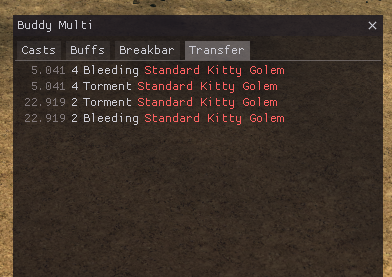 Buddy Multi
Casts Buffs Breakbar Transfer
5.041 4 Bleeding Standard Kitty Golem
5.041 4 Torment Standard Kitty Golem
22.919 2 Torment Standard Kitty Golem
22.919 2 Bleeding Standard Kitty Golem